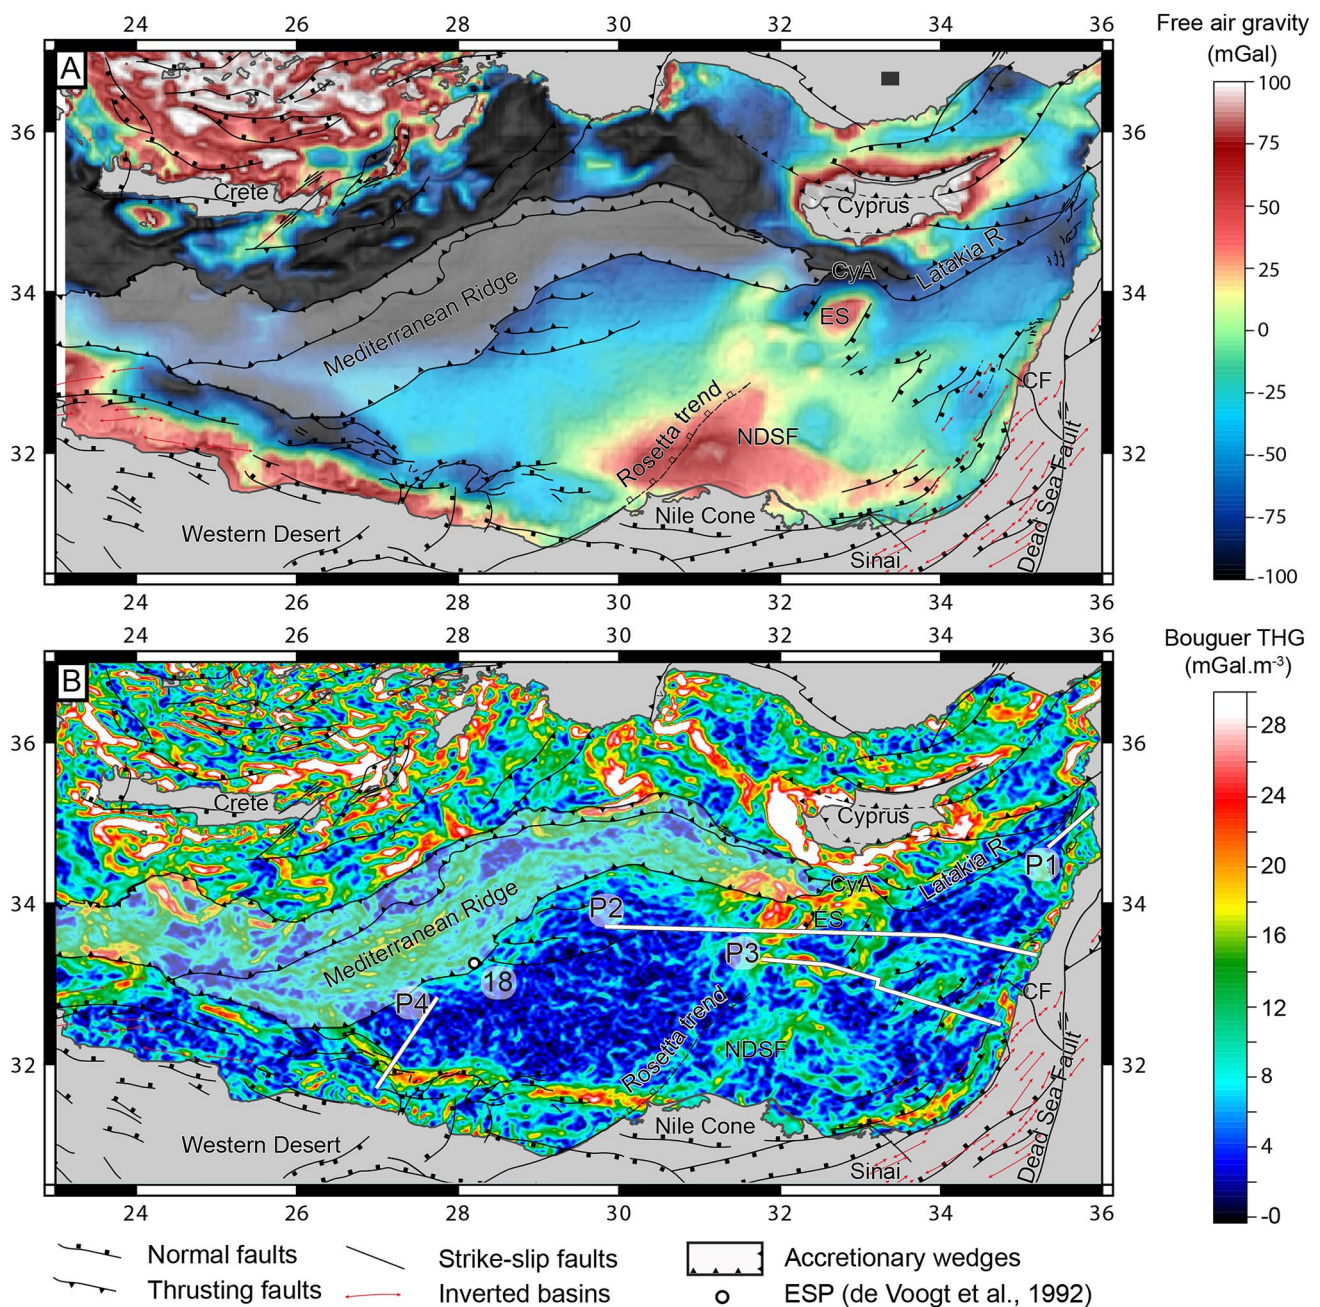 24 26 28 30 32 34 36
Free air gravity
(mGal)
A
100
75
50
25
0
-25
-50
-75
-100
36
34
32
36
34
32
Crete
Cyprus
CyA
Latakia R
Mediterranean Ridge
ES
CF
Rosetta trend
NDSF
Nile Cone
Western Desert
Sinai
Dead Sea Fault
24 26 28 30 32 34 36
24 26 28 30 32 34 36
Bouguer THG
(mGal.m-3)
B
28
24
20
16
12
8
4
-0
36
34
32
36
34
32
Crete
Cyprus
CyA
Latakia R
P1
Mediterranean Ridge
P2
ES
P3
18
P4
CF
Rosetta trend
NDSF
Nile Cone
Western Desert
Sinai
Dead Sea Fault
24 26 28 30 32 34 36
Normal faults
Strike-slip faults
Accretionary wedges
Thrusting faults
Inverted basins
ESP (de Voogt et al., 1992)